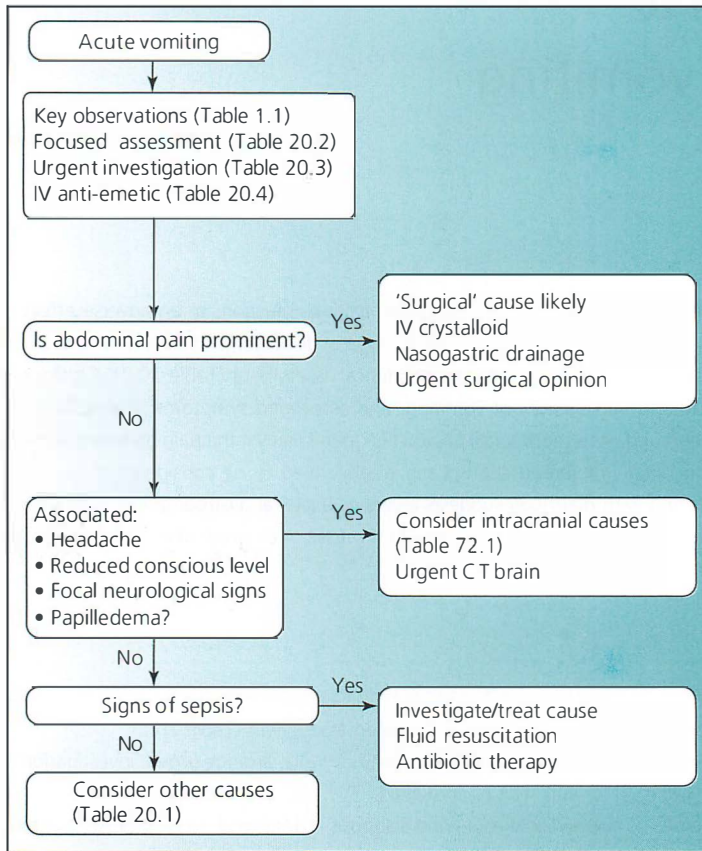 Acute vomiting
Key observations (Table 1.1)
Focused assessment (Table 20.2)
Urgent investigation (Table 20.3)
IV anti-emetic (Table 20.4)
Is abdominal pain prominent?
Yes
'Surgical' cause likely
IV crystalloid
Nasogastric drainage
Urgent surgical opinion
No
Associated:
• Headache
• Reduced conscious level
• Focal neurological signs
• Papilledema?
Yes
Consider intracranial causes
(Table 72.1)
Urgent CT brain
No
Signs of sepsis?
Yes
Investigate/treat cause
Fluid resuscitation
Antibiotic therapy
No
Consider other causes
(Table 20.1)